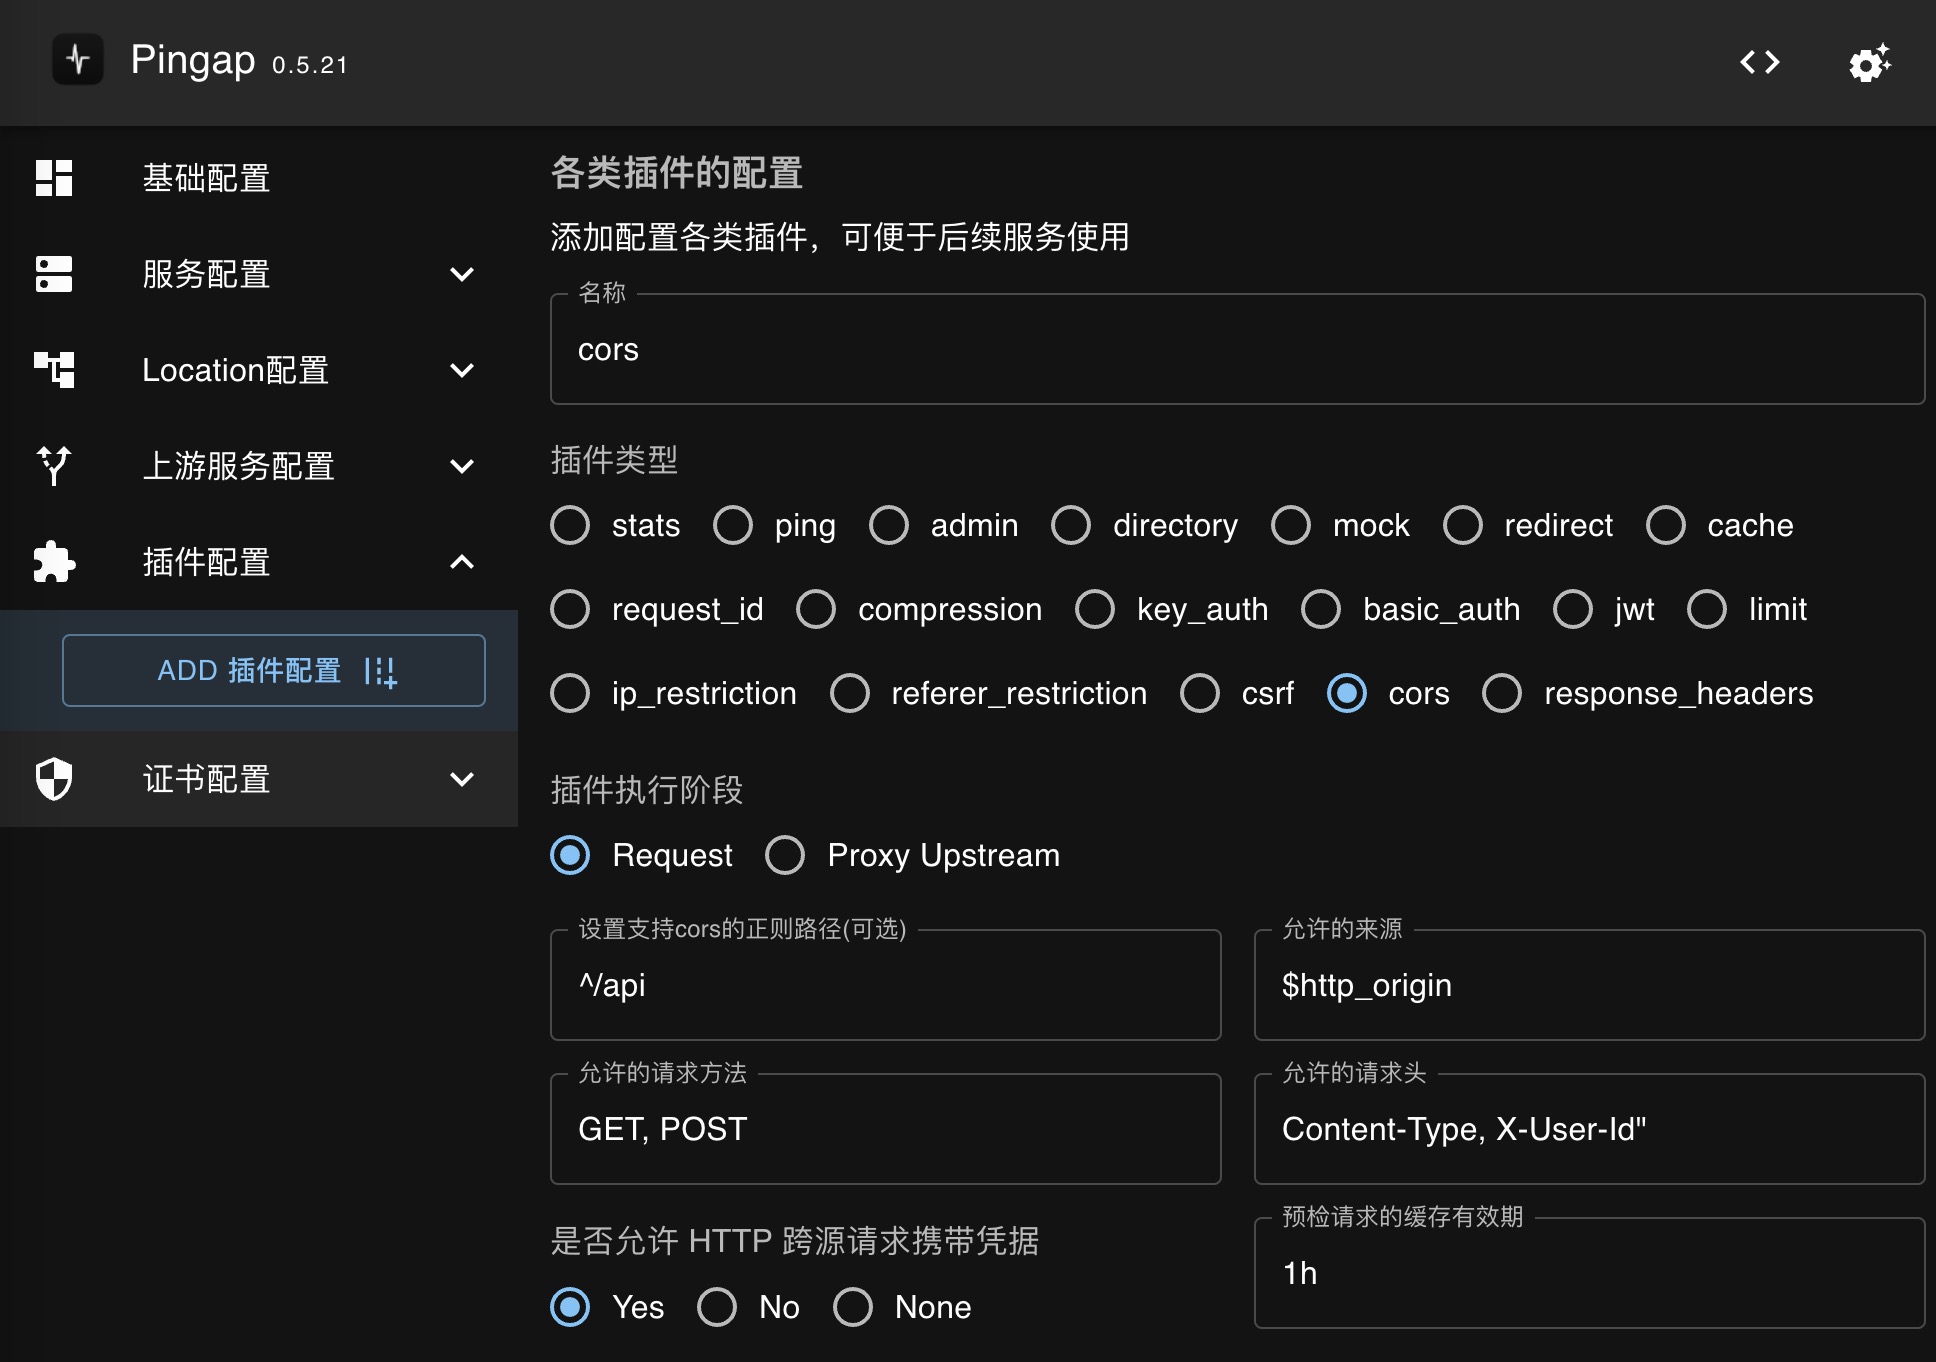 Pingap 0.5.21
基础配置
服务配置
Location配置
上游服务配置
插件配置
ADD 插件配置
证书配置
各类插件的配置
添加配置各类插件，可便于后续服务使用
名称
cors
插件类型
stats ping admin directory mock redirect cache
request_id compression key_auth basic_auth jwt limit
ip_restriction referer_restriction csrf cors response_headers
插件执行阶段
Request Proxy Upstream
设置支持cors的正则路径(可选)
^/api
允许的来源
$http_origin
允许的请求方法
GET, POST
允许的请求头
Content-Type, X-User-Id"
是否允许 HTTP 跨源请求携带凭据
Yes No None
预检请求的缓存有效期
1h